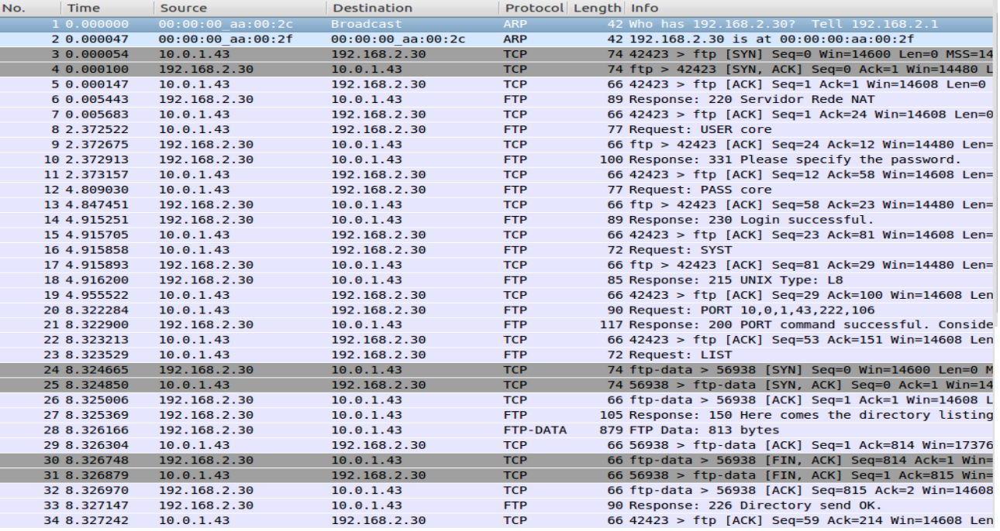 No. Time Source Destination Protocol Length Info
1 0.000000 00:00:00_aa:00:2c Broadcast ARP 42 Who has 192.168.2.30? Tell 192.168.2.1
2 0.000047 00:00:00_aa:00:2f 00:00:00_aa:00:2c ARP 42 192.168.2.30 is at 00:00:00:aa:00:2f
3 0.000054 10.0.1.43 192.168.2.30 TCP 74 42423 > ftp [SYN] Seq=0 Win=14600 Len=0 MSS=14
4 0.000100 192.168.2.30 10.0.1.43 TCP 74 ftp > 42423 [SYN, ACK] Seq=0 Ack=1 Win=14480 L
5 0.000147 10.0.1.43 192.168.2.30 TCP 66 42423 > ftp [ACK] Seq=1 Ack=1 Win=14608 Len=0
6 0.005443 192.168.2.30 10.0.1.43 FTP 89 Response: 220 Servidor Rede NAT
7 0.005683 10.0.1.43 192.168.2.30 TCP 66 42423 > ftp [ACK] Seq=1 Ack=24 Win=14608 Len=0
8 2.372522 10.0.1.43 192.168.2.30 FTP 77 Request: USER core
9 2.372675 192.168.2.30 10.0.1.43 TCP 66 ftp > 42423 [ACK] Seq=24 Ack=12 Win=14480 Len=
10 2.372913 192.168.2.30 10.0.1.43 FTP 100 Response: 331 Please specify the password.
11 2.373157 10.0.1.43 192.168.2.30 TCP 66 42423 > ftp [ACK] Seq=12 Ack=58 Win=14608 Len=
12 4.809030 10.0.1.43 192.168.2.30 FTP 77 Request: PASS core
13 4.847451 192.168.2.30 10.0.1.43 TCP 66 ftp > 42423 [ACK] Seq=58 Ack=23 Win=14480 Len=
14 4.915251 192.168.2.30 10.0.1.43 FTP 89 Response: 230 Login successful.
15 4.915705 10.0.1.43 192.168.2.30 TCP 66 42423 > ftp [ACK] Seq=23 Ack=81 Win=14608 Len=
16 4.915858 10.0.1.43 192.168.2.30 FTP 72 Request: SYST
17 4.915893 192.168.2.30 10.0.1.43 TCP 66 ftp > 42423 [ACK] Seq=81 Ack=29 Win=14480 Len=
18 4.916200 192.168.2.30 10.0.1.43 FTP 85 Response: 215 UNIX Type: L8
19 4.955522 10.0.1.43 192.168.2.30 TCP 66 42423 > ftp [ACK] Seq=29 Ack=100 Win=14608 Len
20 8.322284 10.0.1.43 192.168.2.30 FTP 90 Request: PORT 10,0,1,43,222,106
21 8.322900 192.168.2.30 10.0.1.43 FTP 117 Response: 200 PORT command successful. Conside
22 8.323213 10.0.1.43 192.168.2.30 TCP 66 42423 > ftp [ACK] Seq=53 Ack=151 Win=14608 Len
23 8.323529 10.0.1.43 192.168.2.30 FTP 72 Request: LIST
24 8.324665 192.168.2.30 10.0.1.43 TCP 74 ftp-data > 56938 [SYN] Seq=0 Win=14600 Len=0 M
25 8.324850 10.0.1.43 192.168.2.30 TCP 74 56938 > ftp-data [SYN, ACK] Seq=0 Ack=1 Win=14
26 8.325006 192.168.2.30 10.0.1.43 TCP 66 ftp-data > 56938 [ACK] Seq=1 Ack=1 Win=14608 L
27 8.325369 192.168.2.30 10.0.1.43 FTP 105 Response: 150 Here comes the directory listing
28 8.326166 192.168.2.30 10.0.1.43 FTP-DATA 879 FTP Data: 813 bytes
29 8.326304 10.0.1.43 192.168.2.30 TCP 66 56938 > ftp-data [ACK] Seq=1 Ack=814 Win=17376
30 8.326748 192.168.2.30 10.0.1.43 TCP 66 ftp-data > 56938 [FIN, ACK] Seq=814 Ack=1 Win=
31 8.326879 10.0.1.43 192.168.2.30 TCP 66 56938 > ftp-data [FIN, ACK] Seq=1 Ack=815 Win=
32 8.326970 192.168.2.30 10.0.1.43 TCP 66 ftp-data > 56938 [ACK] Seq=815 Ack=2 Win=14608
33 8.327147 192.168.2.30 10.0.1.43 FTP 90 Response: 226 Directory send OK.
34 8.327242 10.0.1.43 192.168.2.30 TCP 66 42423 > ftp [ACK] Seq=59 Ack=214 Win=14608 Len